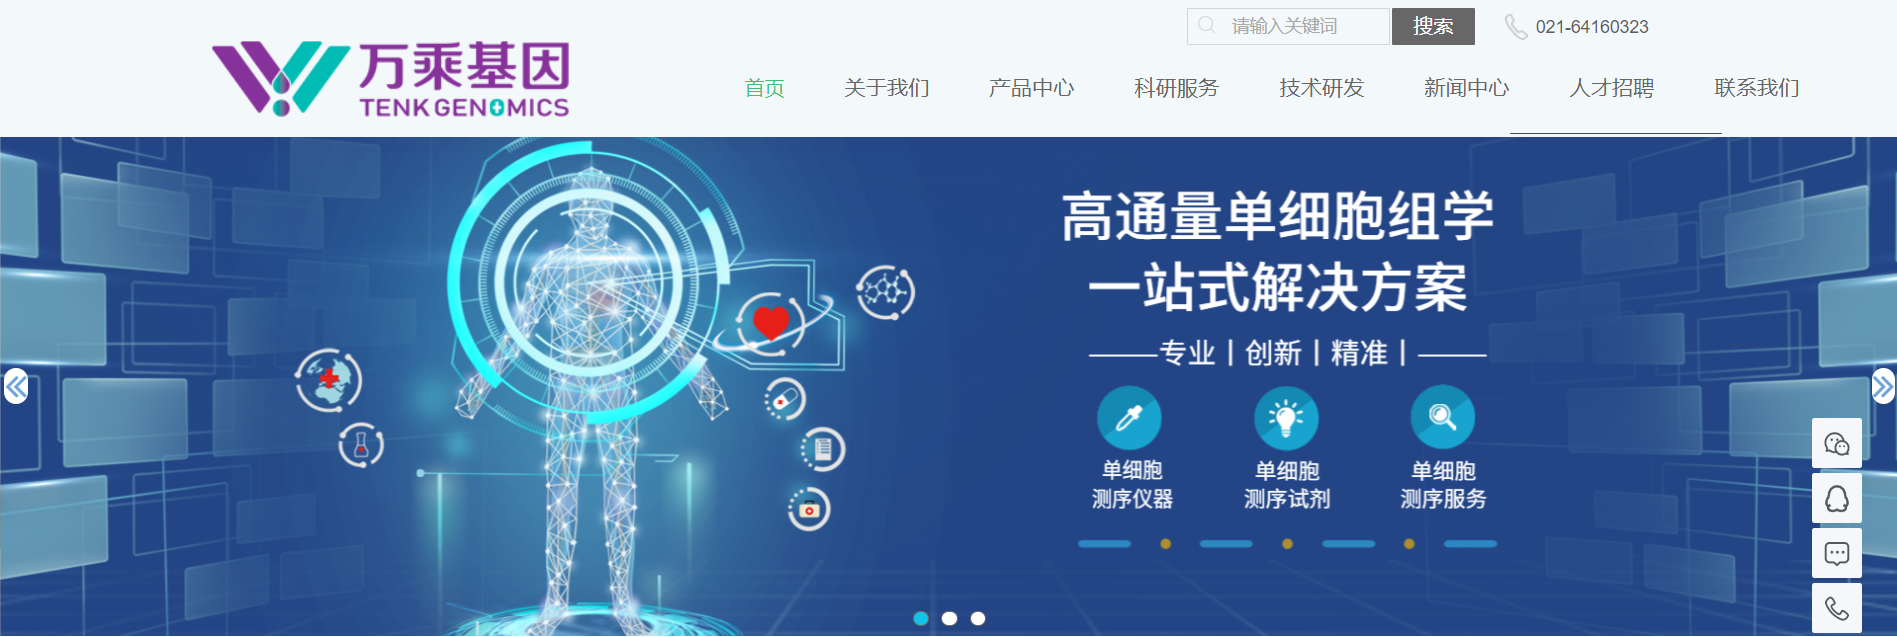 请输入关键词
搜索
021-64160323
万乘基因
TENK GENOMICS
首页
关于我们
产品中心
科研服务
技术研发
新闻中心
人才招聘
联系我们
高通量单细胞组学
一站式解决方案
专业丨创新丨精准丨
单细胞
测序仪器
单细胞
测序试剂
单细胞
测序服务